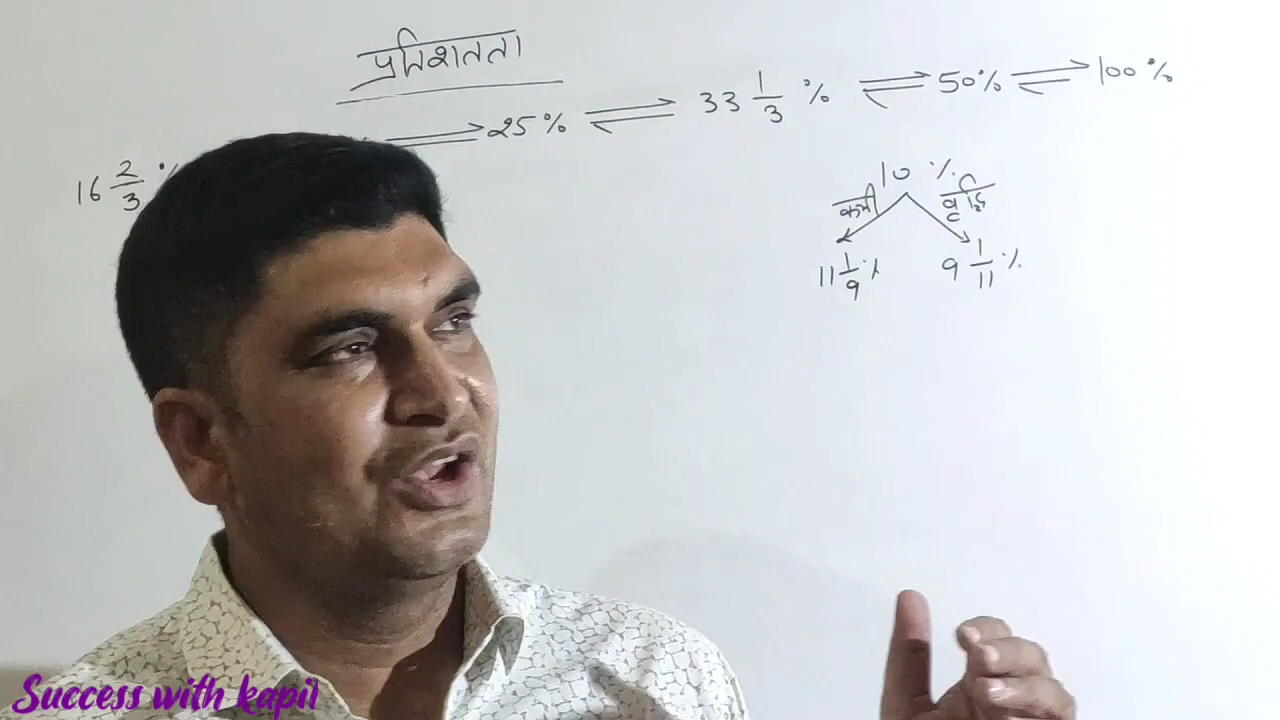 प्रतिशतता
16 2/3 % ⇌ 25% ⇌ 33 1/3 % ⇌ 50% ⇌ 100%
10 %
कमी वृद्धि
11 1/9 % 9 1/11 %
Success with kapil